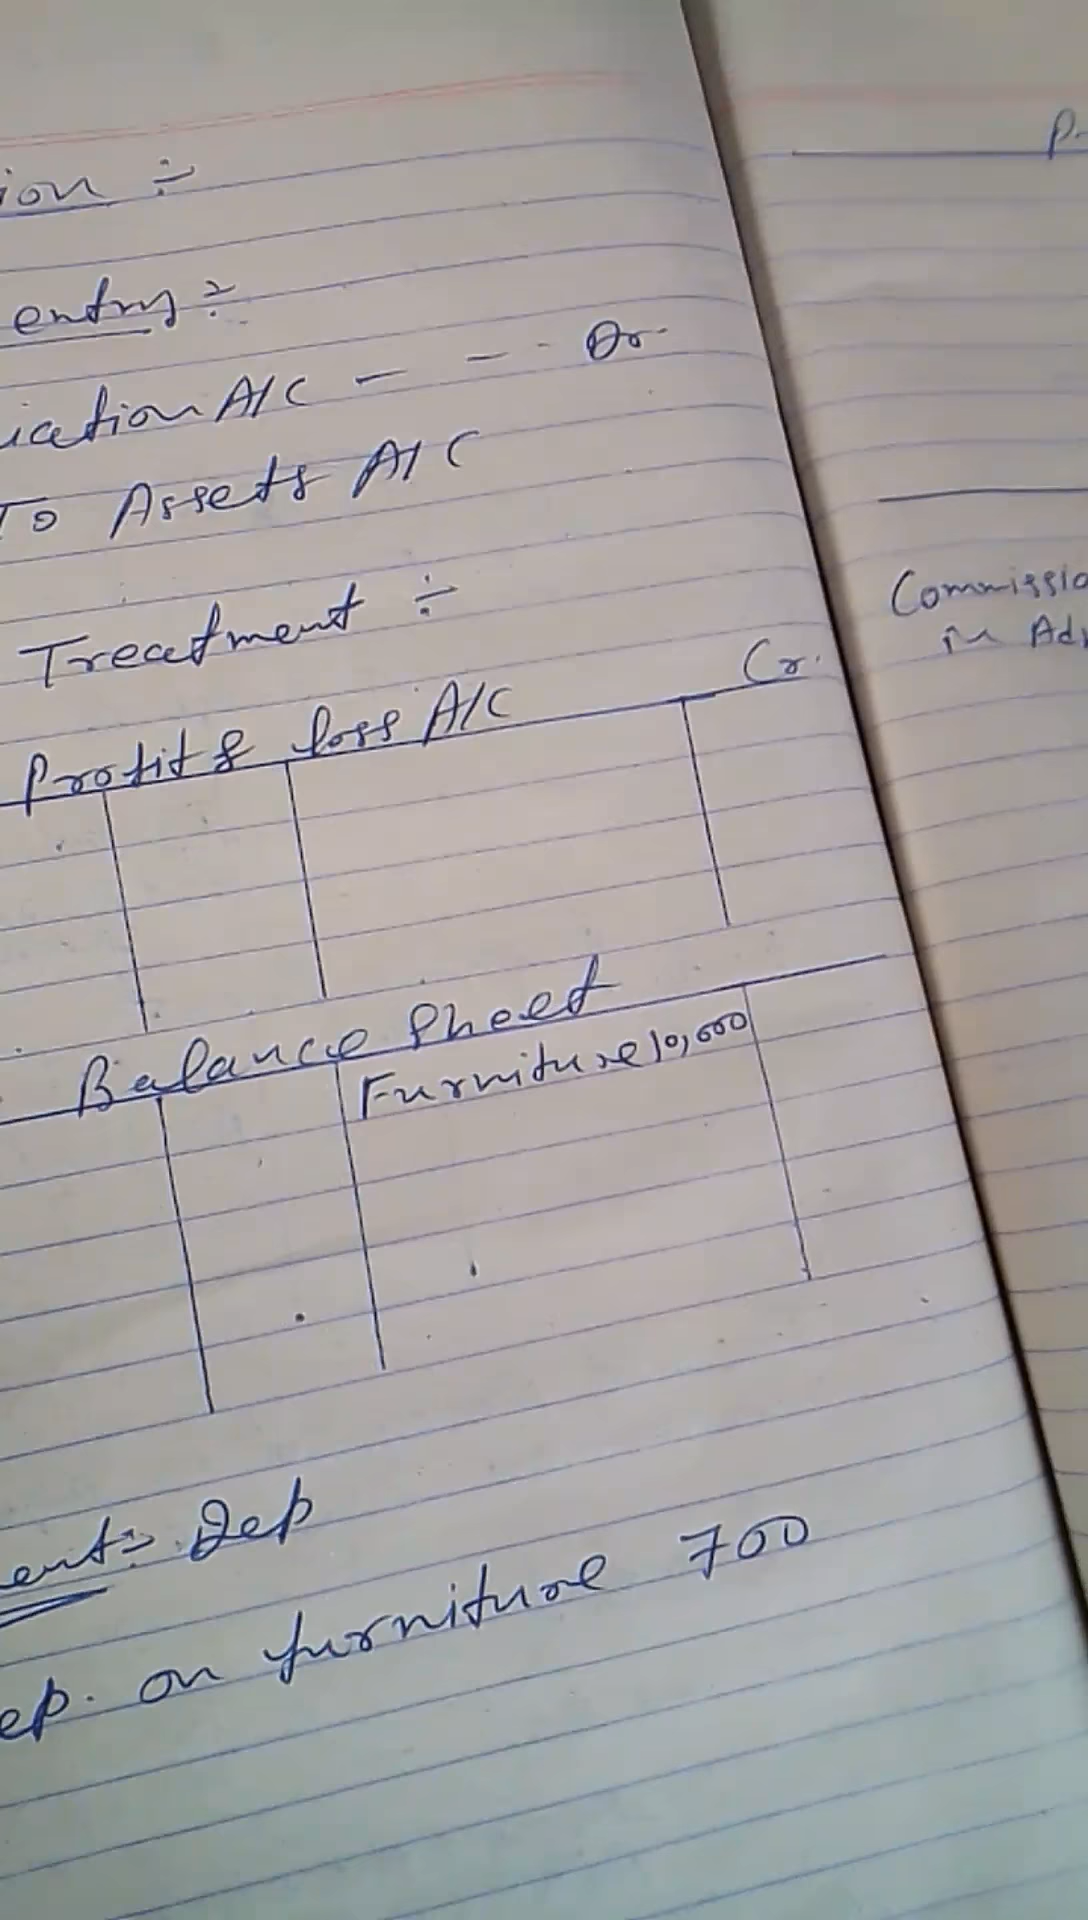 ion :-
entry :-
iation A/C - - - Dr.
To Assets A/C
Treatment :-
Profit & loss A/C Cr.
Balance Sheet
Furniture 10,000
ent :- Dep
ep. on furniture 700
P-
Commissio
in Adv